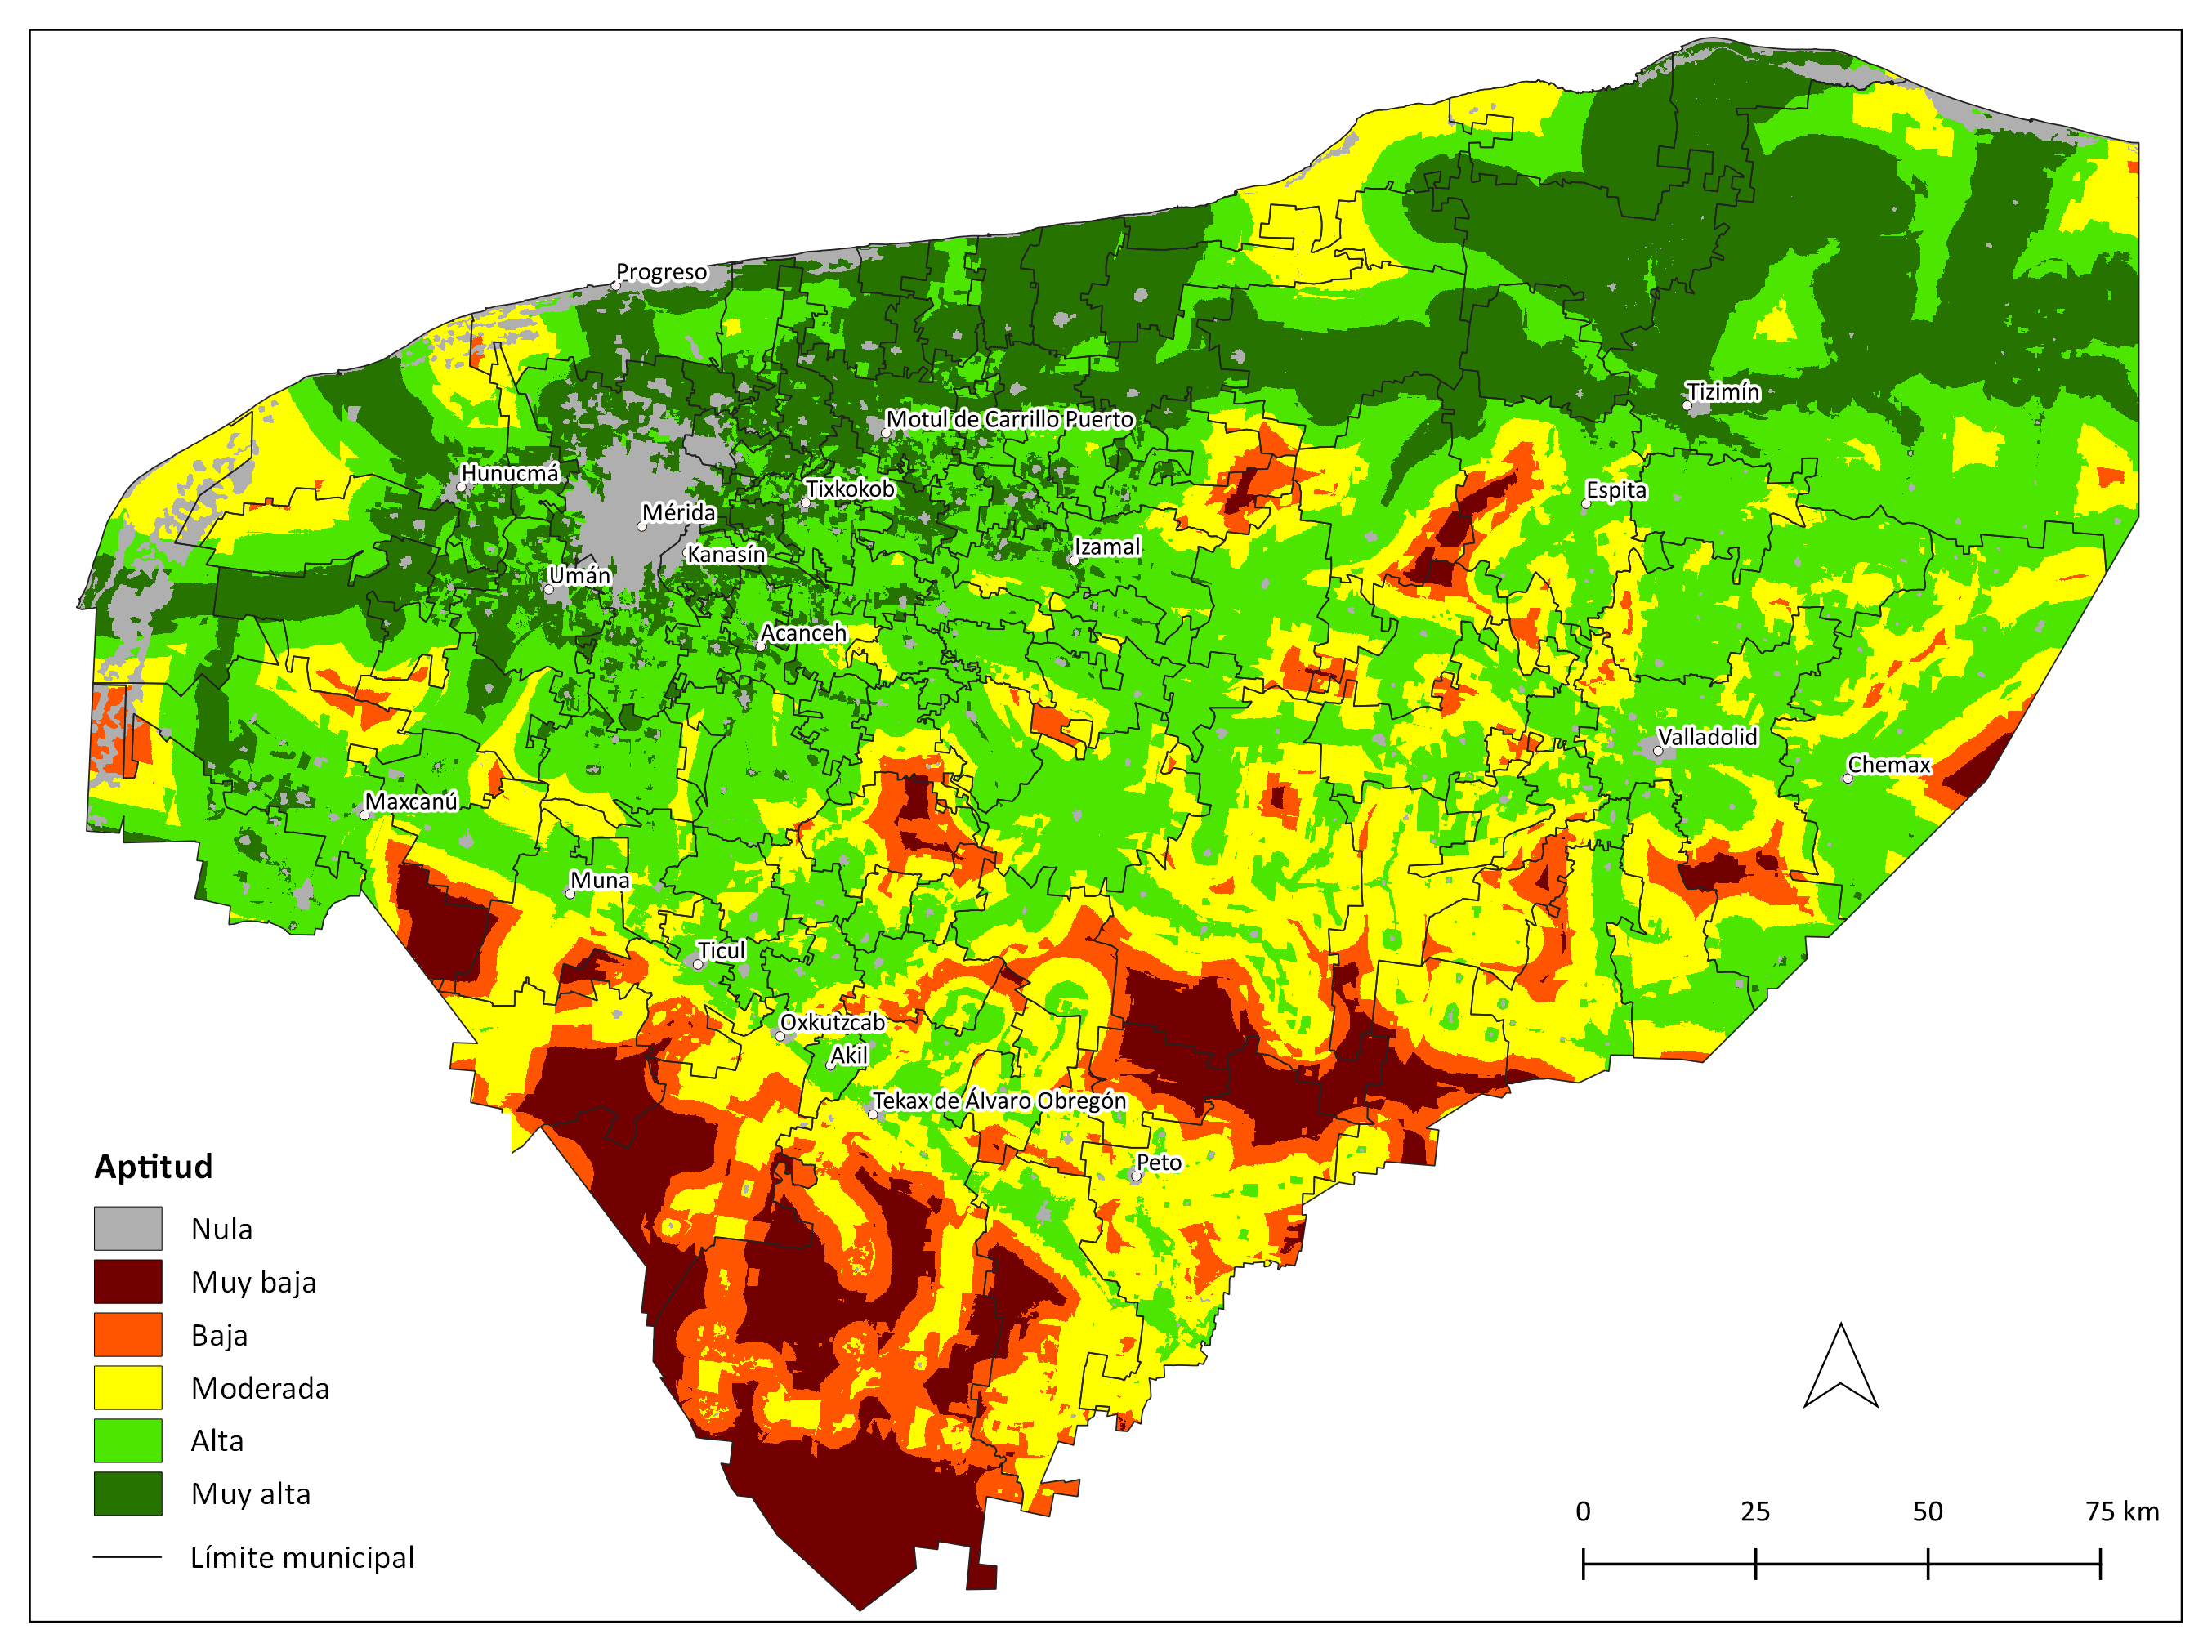 Progreso
Tizimín
Motul de Carrillo Puerto
Hunucmá
Tixkokob
Espita
Mérida
Izamal
Kanasín
Umán
Acanceh
Valladolid
Chemax
Maxcanú
Muna
Ticul
Oxkutzcab
Akil
Tekax de Álvaro Obregón
Peto
Aptitud
Nula
Muy baja
Baja
Moderada
Alta
Muy alta
Límite municipal
0 25 50 75 km